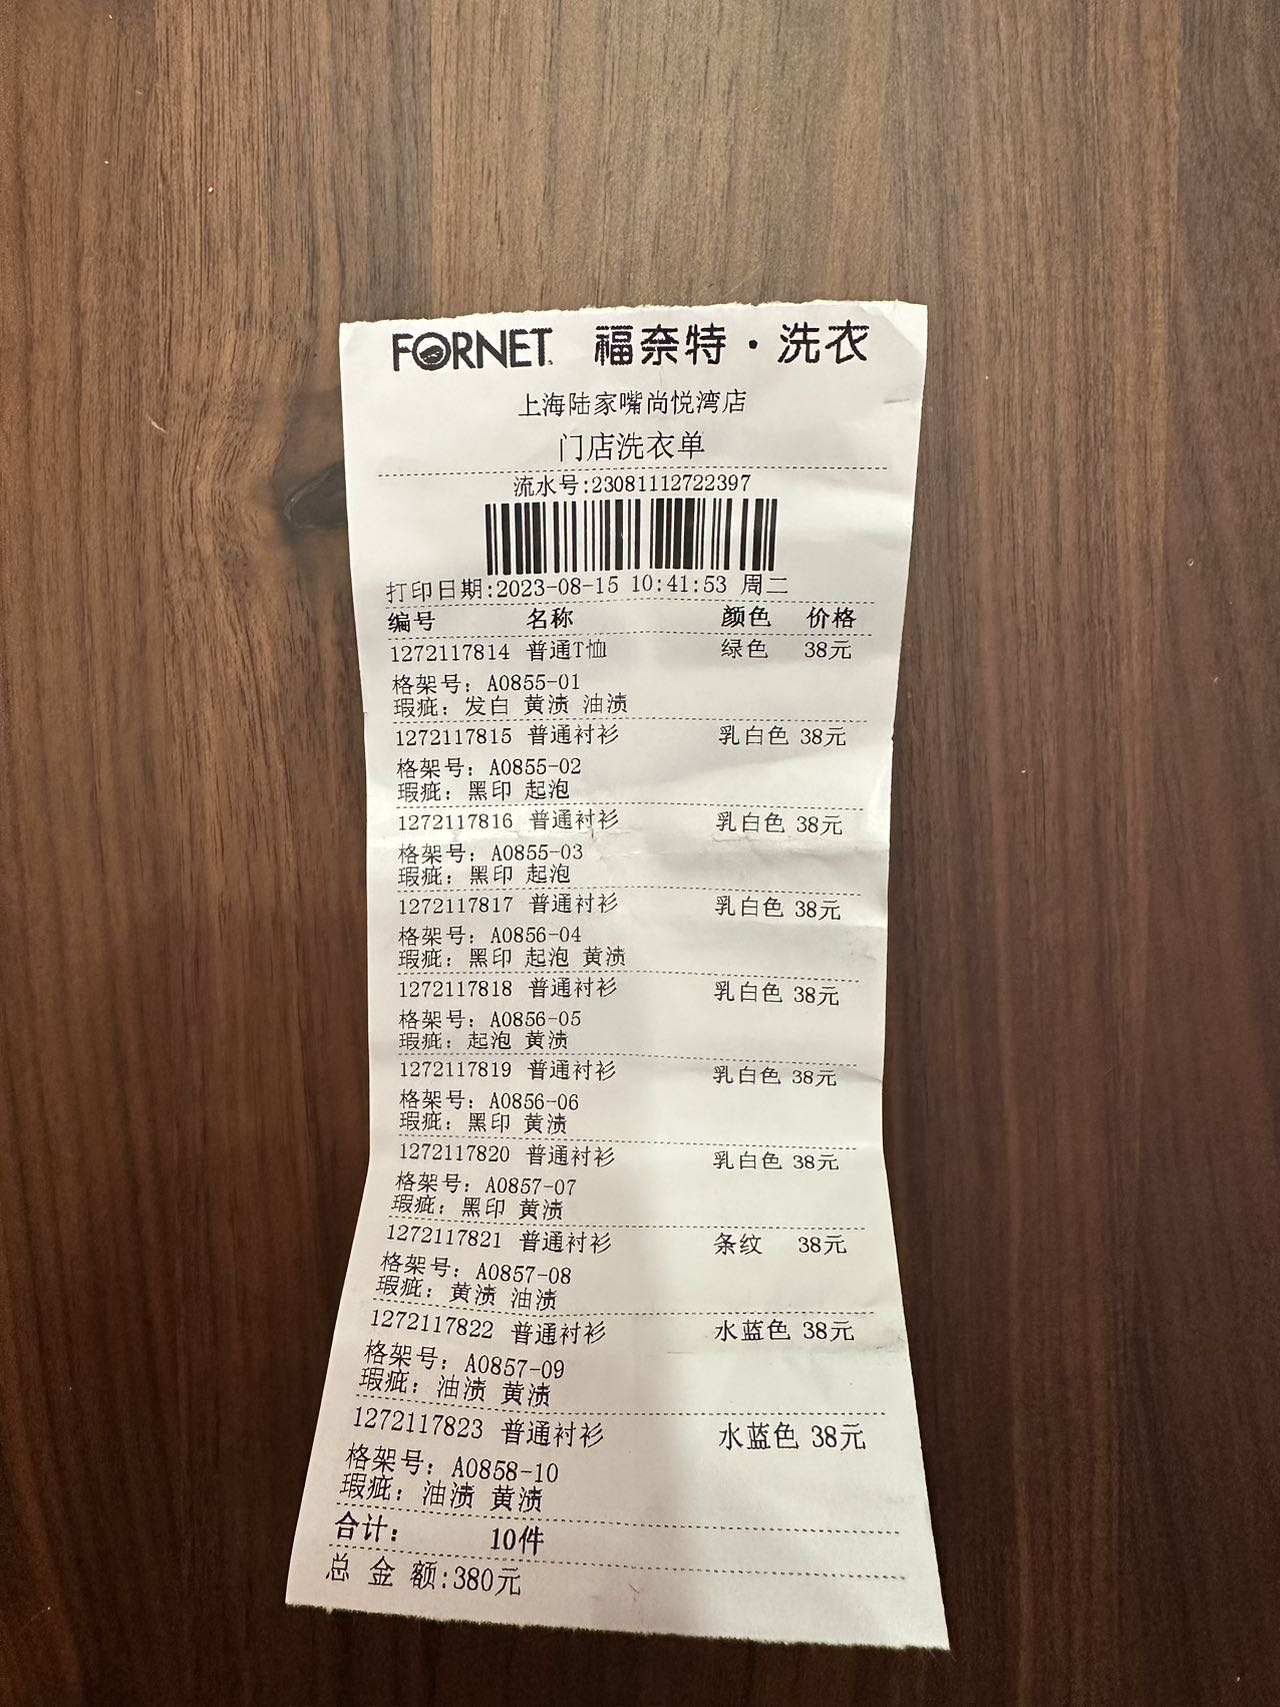 FORNET 福奈特·洗衣
上海陆家嘴尚悦湾店
门店洗衣单
流水号:23081112722397
打印日期:2023-08-15 10:41:53 周二
编号 名称 颜色 价格
1272117814 普通T恤 绿色 38元
格架号: A0855-01
瑕疵: 发白 黄渍 油渍
1272117815 普通衬衫 乳白色 38元
格架号: A0855-02
瑕疵: 黑印 起泡
1272117816 普通衬衫 乳白色 38元
格架号: A0855-03
瑕疵: 黑印 起泡
1272117817 普通衬衫 乳白色 38元
格架号: A0856-04
瑕疵: 黑印 起泡 黄渍
1272117818 普通衬衫 乳白色 38元
格架号: A0856-05
瑕疵: 起泡 黄渍
1272117819 普通衬衫 乳白色 38元
格架号: A0856-06
瑕疵: 黑印 黄渍
1272117820 普通衬衫 乳白色 38元
格架号: A0857-07
瑕疵: 黑印 黄渍
1272117821 普通衬衫 条纹 38元
格架号: A0857-08
瑕疵: 黄渍 油渍
1272117822 普通衬衫 水蓝色 38元
格架号: A0857-09
瑕疵: 油渍 黄渍
1272117823 普通衬衫 水蓝色 38元
格架号: A0858-10
瑕疵: 油渍 黄渍
合计: 10件
总 金 额:380元